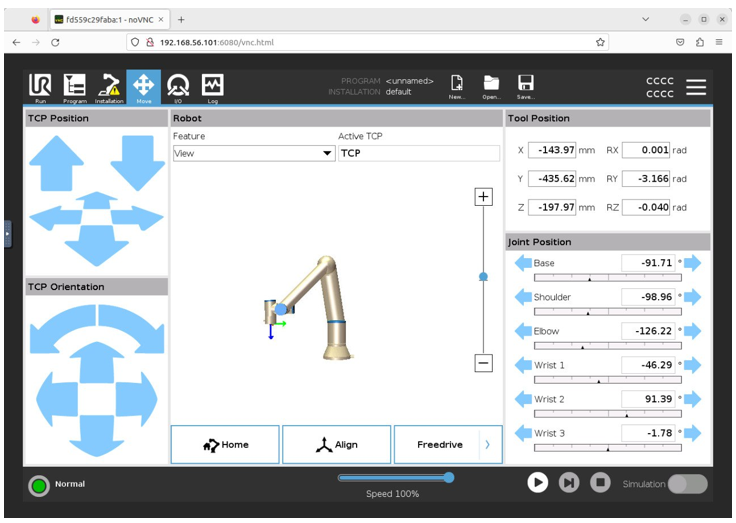 fd559c29faba:1 - noVNC
192.168.56.101:6080/vnc.html
Run Program Installation Move I/O Log
PROGRAM <unnamed>
INSTALLATION default
New... Open... Save...
CCCC
CCCC
TCP Position
Robot
Feature
Active TCP
View
TCP
TCP Orientation
Home
Align
Freedrive
Tool Position
X -143.97 mm RX 0.001 rad
Y -435.62 mm RY -3.166 rad
Z -197.97 mm RZ -0.040 rad
Joint Position
Base -91.71 °
Shoulder -98.96 °
Elbow -126.22 °
Wrist 1 -46.29 °
Wrist 2 91.39 °
Wrist 3 -1.78 °
Normal
Speed 100%
Simulation